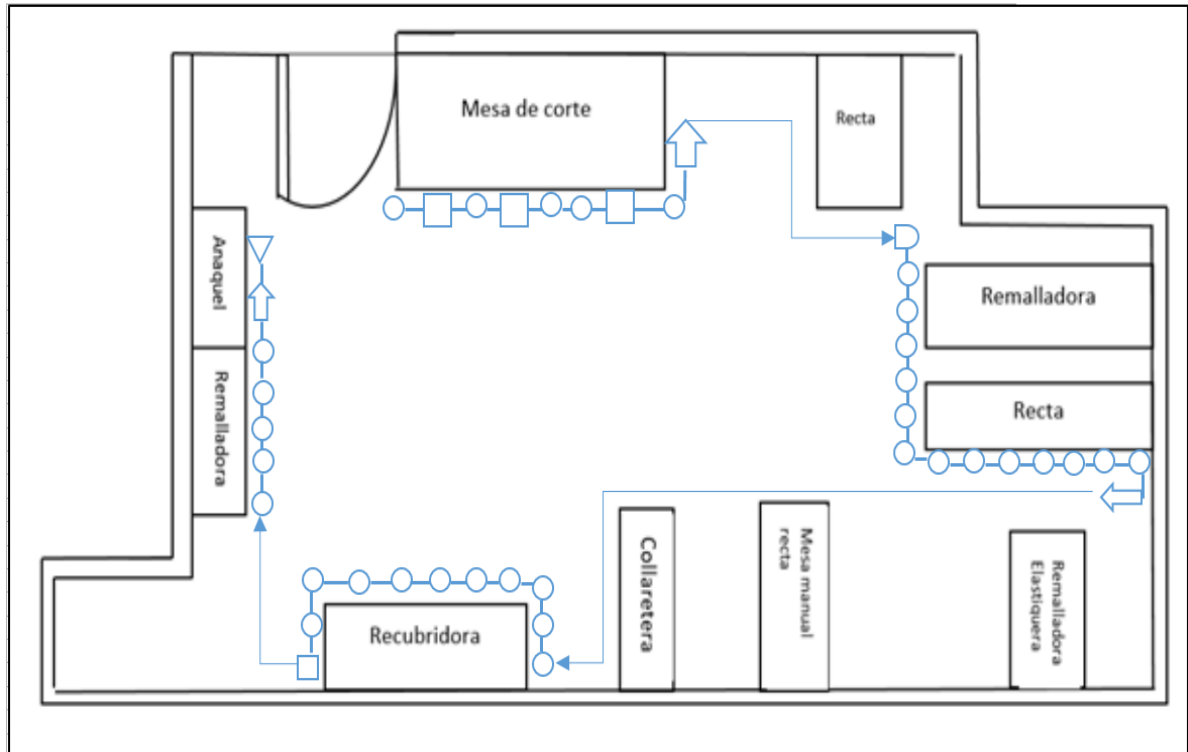 Mesa de corte
Recta
Anaquel
Remalladora
Remalladora
Recta
Collaretera
Mesa manual
recta
Remalladora
Elastiquera
Recubridora